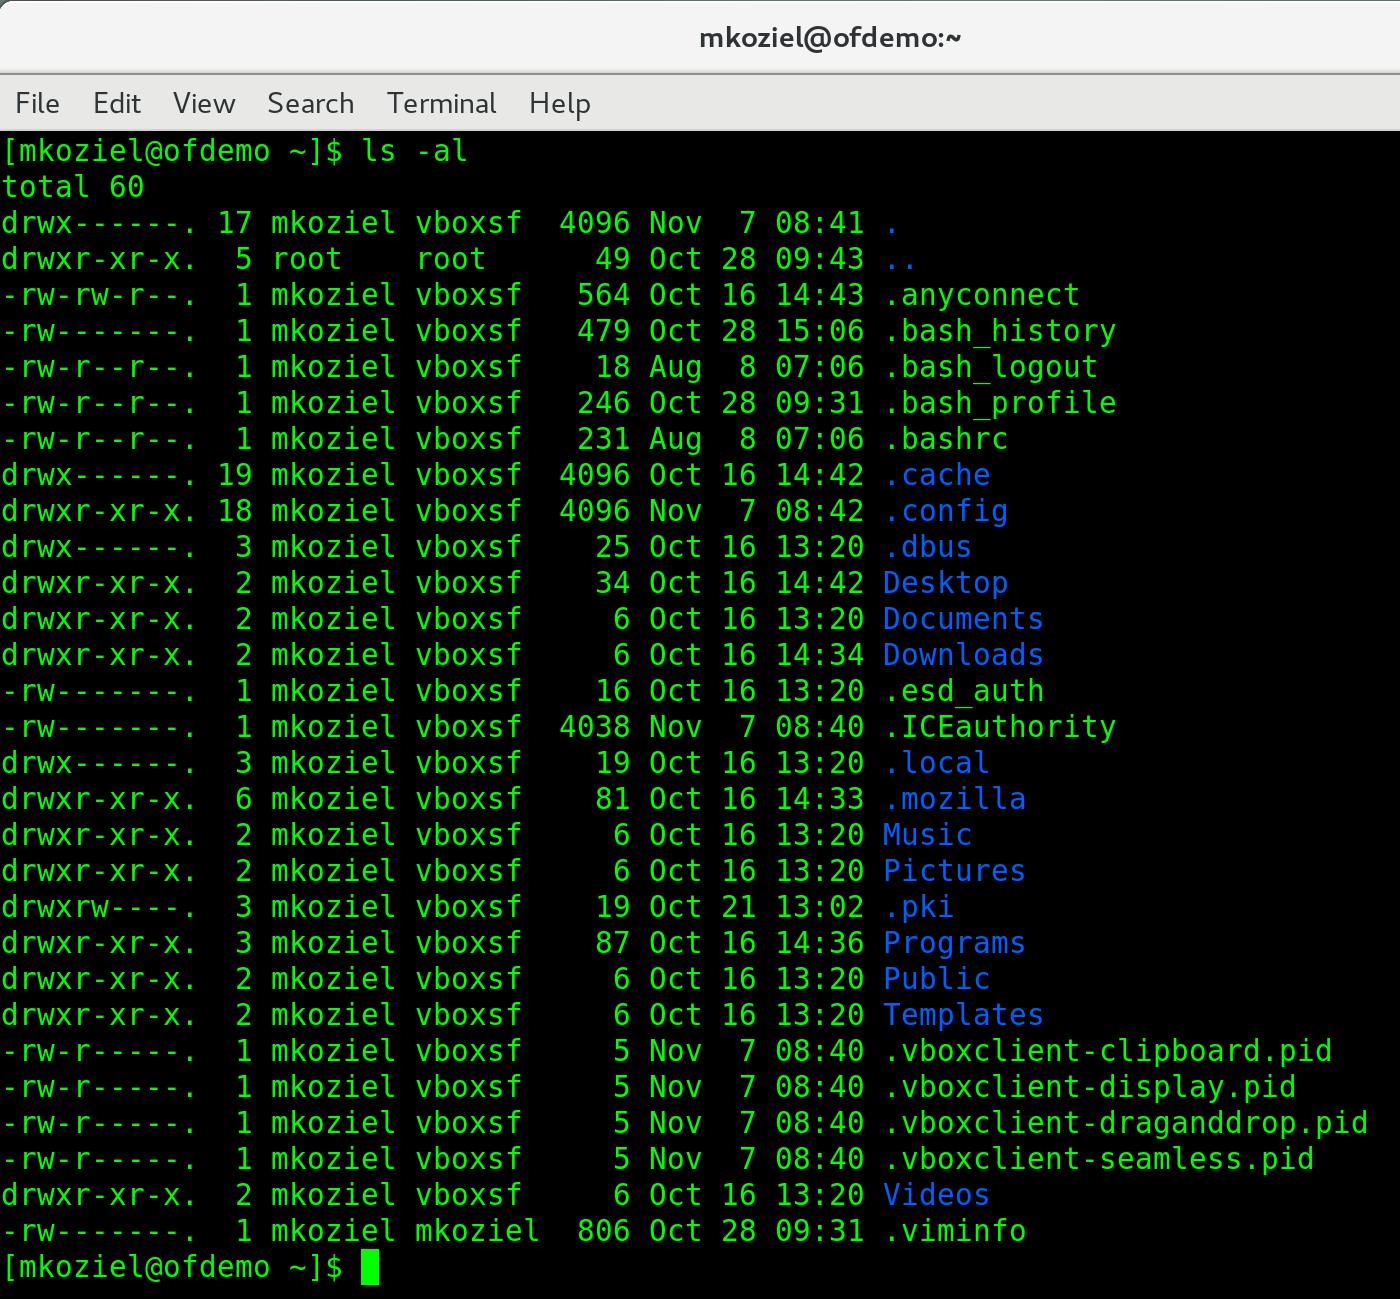 mkoziel@ofdemo:~
File Edit View Search Terminal Help
[mkoziel@ofdemo ~]$ ls -al
total 60
drwx------. 17 mkoziel vboxsf  4096 Nov  7 08:41 .
drwxr-xr-x.  5 root    root      49 Oct 28 09:43 ..
-rw-rw-r--.  1 mkoziel vboxsf   564 Oct 16 14:43 .anyconnect
-rw-------.  1 mkoziel vboxsf   479 Oct 28 15:06 .bash_history
-rw-r--r--.  1 mkoziel vboxsf    18 Aug  8 07:06 .bash_logout
-rw-r--r--.  1 mkoziel vboxsf   246 Oct 28 09:31 .bash_profile
-rw-r--r--.  1 mkoziel vboxsf   231 Aug  8 07:06 .bashrc
drwx------. 19 mkoziel vboxsf  4096 Oct 16 14:42 .cache
drwxr-xr-x. 18 mkoziel vboxsf  4096 Nov  7 08:42 .config
drwx------.  3 mkoziel vboxsf    25 Oct 16 13:20 .dbus
drwxr-xr-x.  2 mkoziel vboxsf    34 Oct 16 14:42 Desktop
drwxr-xr-x.  2 mkoziel vboxsf     6 Oct 16 13:20 Documents
drwxr-xr-x.  2 mkoziel vboxsf     6 Oct 16 14:34 Downloads
-rw-------.  1 mkoziel vboxsf    16 Oct 16 13:20 .esd_auth
-rw-------.  1 mkoziel vboxsf  4038 Nov  7 08:40 .ICEauthority
drwx------.  3 mkoziel vboxsf    19 Oct 16 13:20 .local
drwxr-xr-x.  6 mkoziel vboxsf    81 Oct 16 14:33 .mozilla
drwxr-xr-x.  2 mkoziel vboxsf     6 Oct 16 13:20 Music
drwxr-xr-x.  2 mkoziel vboxsf     6 Oct 16 13:20 Pictures
drwxrw----.  3 mkoziel vboxsf    19 Oct 21 13:02 .pki
drwxr-xr-x.  3 mkoziel vboxsf    87 Oct 16 14:36 Programs
drwxr-xr-x.  2 mkoziel vboxsf     6 Oct 16 13:20 Public
drwxr-xr-x.  2 mkoziel vboxsf     6 Oct 16 13:20 Templates
-rw-r-----.  1 mkoziel vboxsf     5 Nov  7 08:40 .vboxclient-clipboard.pid
-rw-r-----.  1 mkoziel vboxsf     5 Nov  7 08:40 .vboxclient-display.pid
-rw-r-----.  1 mkoziel vboxsf     5 Nov  7 08:40 .vboxclient-draganddrop.pid
-rw-r-----.  1 mkoziel vboxsf     5 Nov  7 08:40 .vboxclient-seamless.pid
drwxr-xr-x.  2 mkoziel vboxsf     6 Oct 16 13:20 Videos
-rw-------.  1 mkoziel mkoziel  806 Oct 28 09:31 .viminfo
[mkoziel@ofdemo ~]$